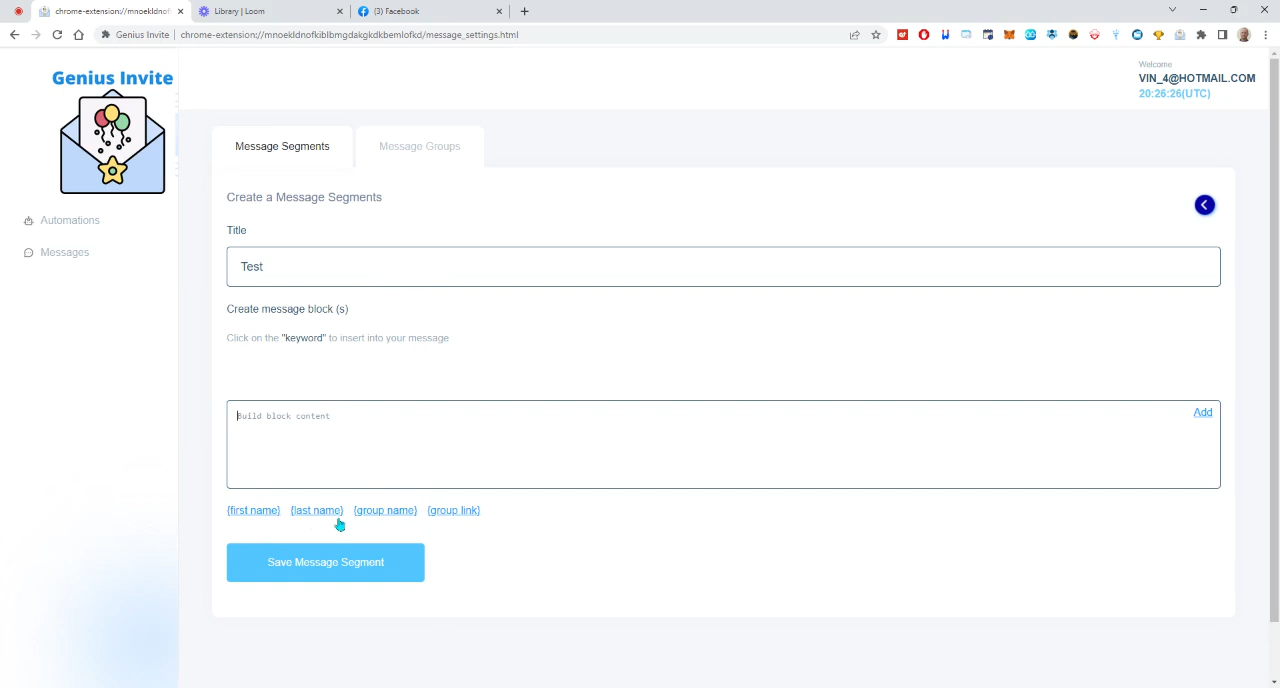 chrome-extension://mnoekldnof
Library | Loom
(3) Facebook
Genius Invite
chrome-extension://mnoekldnofkiblbmgdakgkdkbemlofkd/message_settings.html
Genius Invite
Welcome
VIN_4@HOTMAIL.COM
20:26:26(UTC)
Automations
Messages
Message Segments
Message Groups
Create a Message Segments
Title
Test
Create message block (s)
Click on the "keyword" to insert into your message
Build block content
Add
{first name} {last name} {group name} {group link}
Save Message Segment